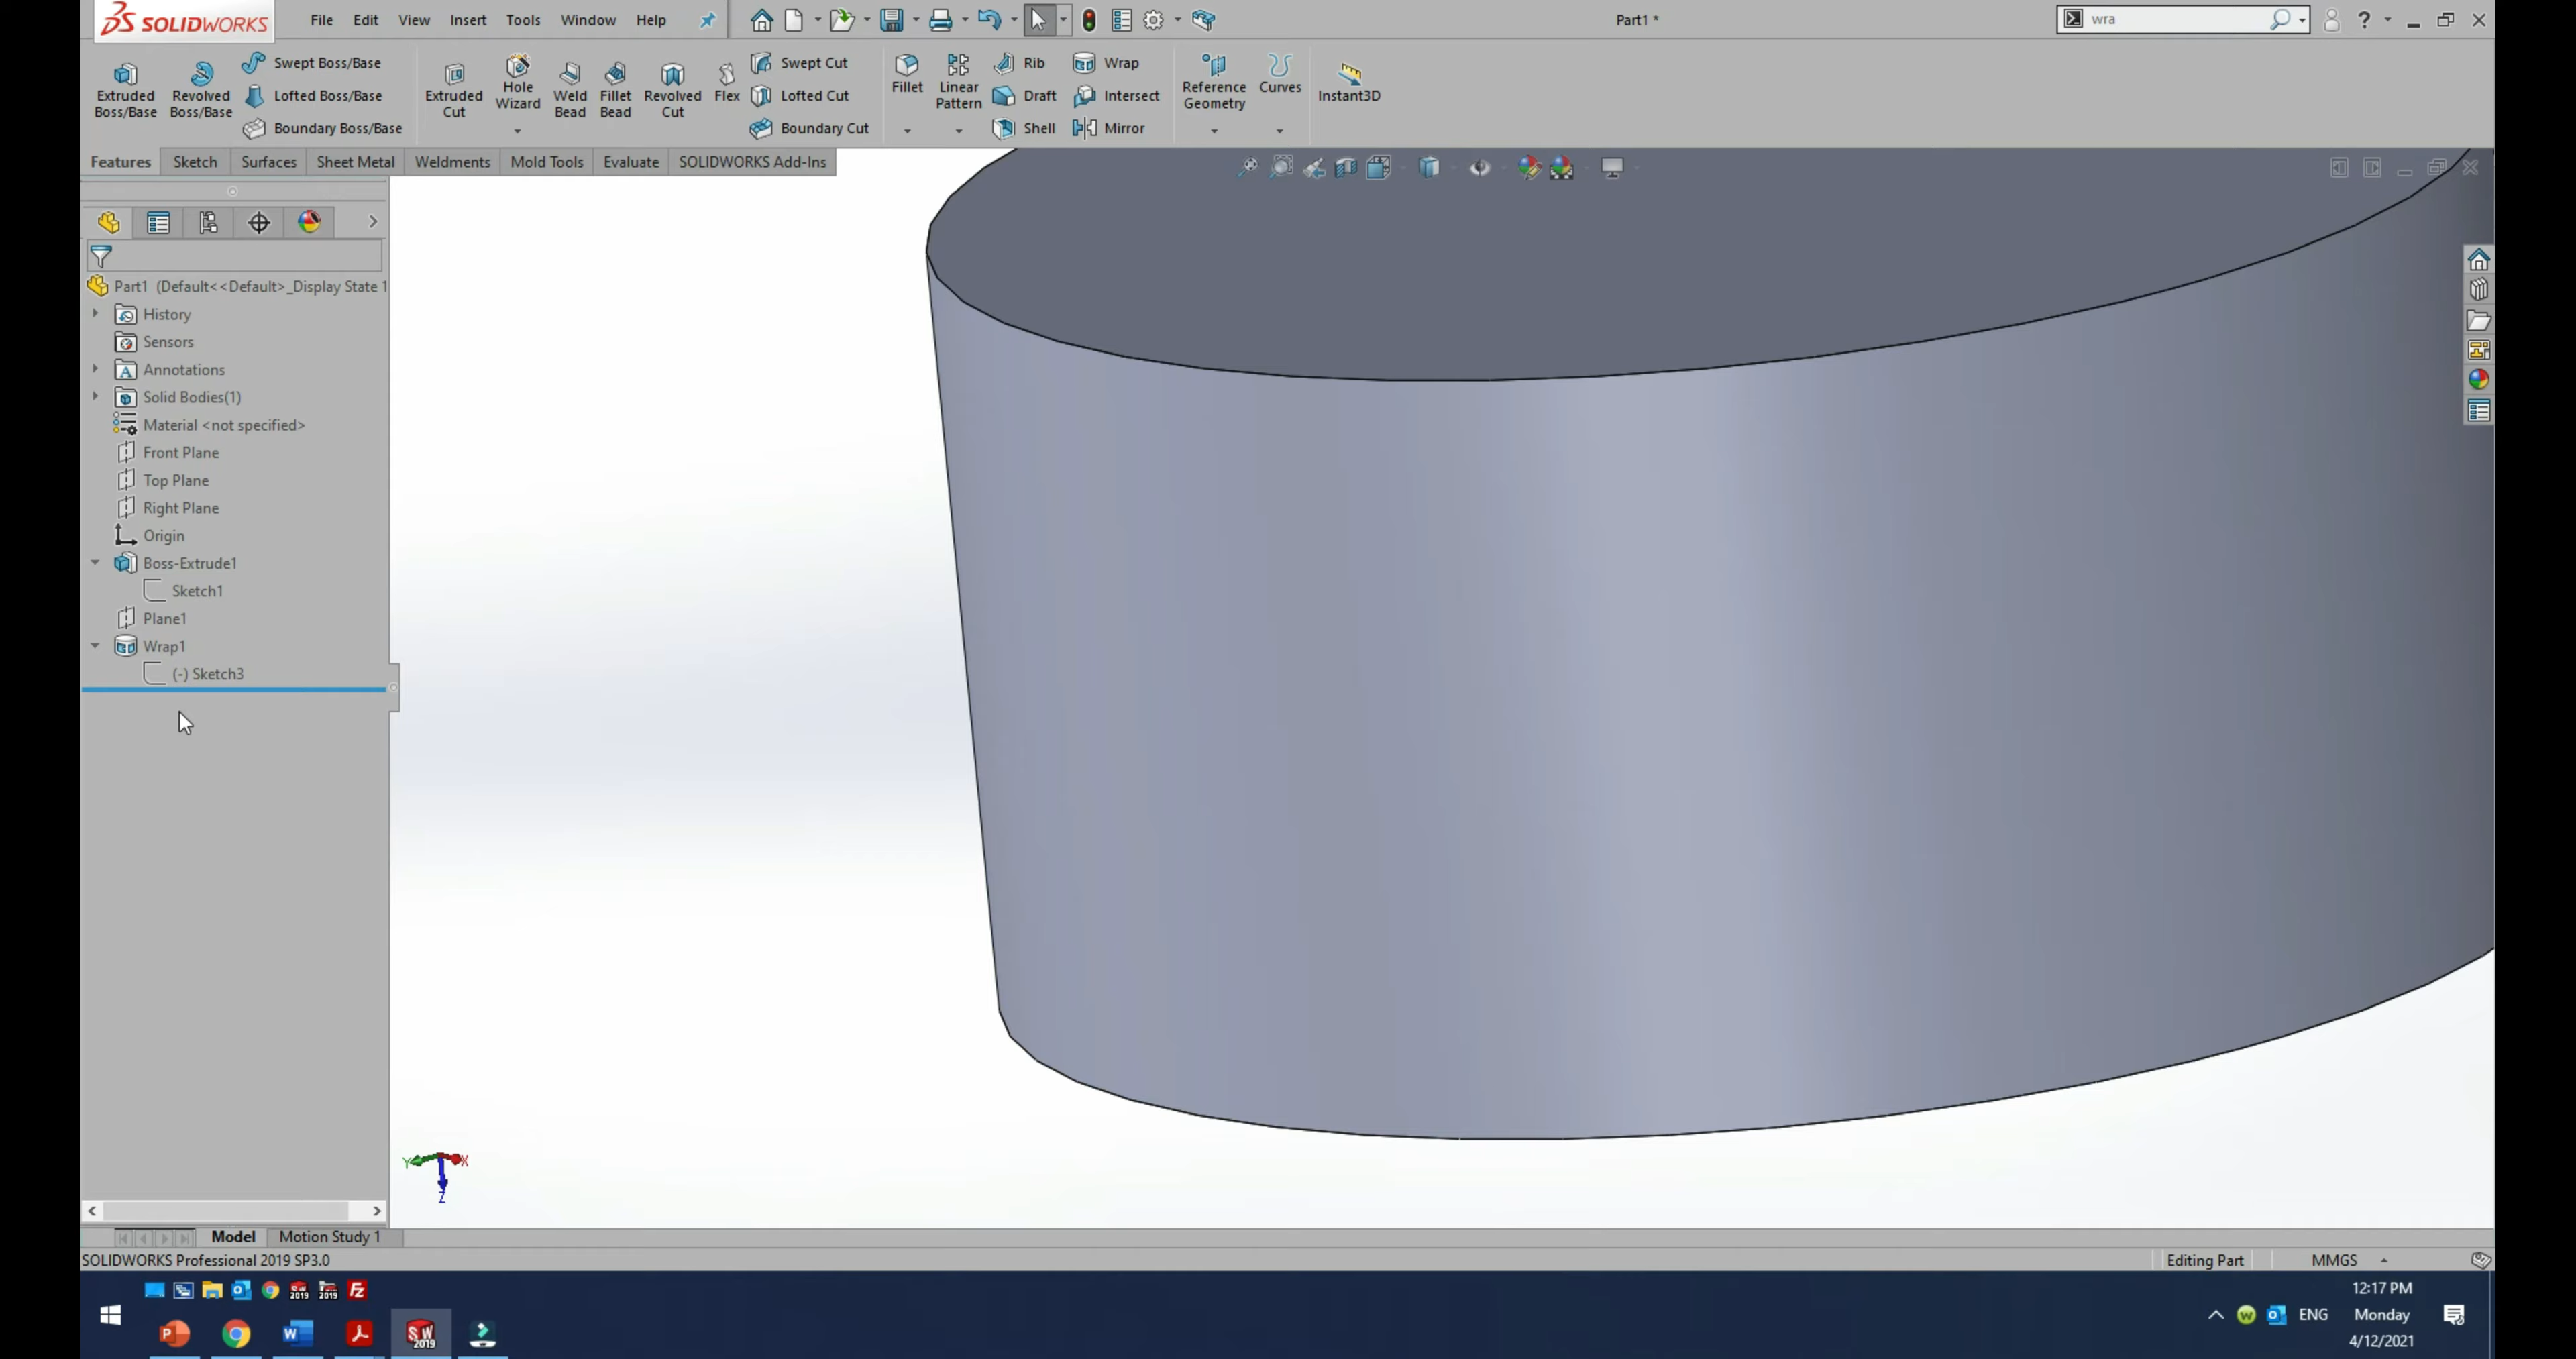 SOLIDWORKS File Edit View Insert Tools Window Help Part1 * wra
Extruded Boss/Base
Revolved Boss/Base
Swept Boss/Base
Lofted Boss/Base
Boundary Boss/Base
Extruded Cut
Hole Wizard
Weld Bead
Fillet Bead
Revolved Cut
Flex
Swept Cut
Lofted Cut
Boundary Cut
Fillet
Linear Pattern
Rib
Draft
Shell
Wrap
Intersect
Mirror
Reference Geometry
Curves
Instant3D
Features Sketch Surfaces Sheet Metal Weldments Mold Tools Evaluate SOLIDWORKS Add-Ins
Part1 (Default<<Default>_Display State 1
History
Sensors
Annotations
Solid Bodies(1)
Material <not specified>
Front Plane
Top Plane
Right Plane
Origin
Boss-Extrude1
Sketch1
Plane1
Wrap1
(-) Sketch3
Y X
Z
Model Motion Study 1
SOLIDWORKS Professional 2019 SP3.0 Editing Part MMGS
12:17 PM
ENG Monday
4/12/2021
SW 2019